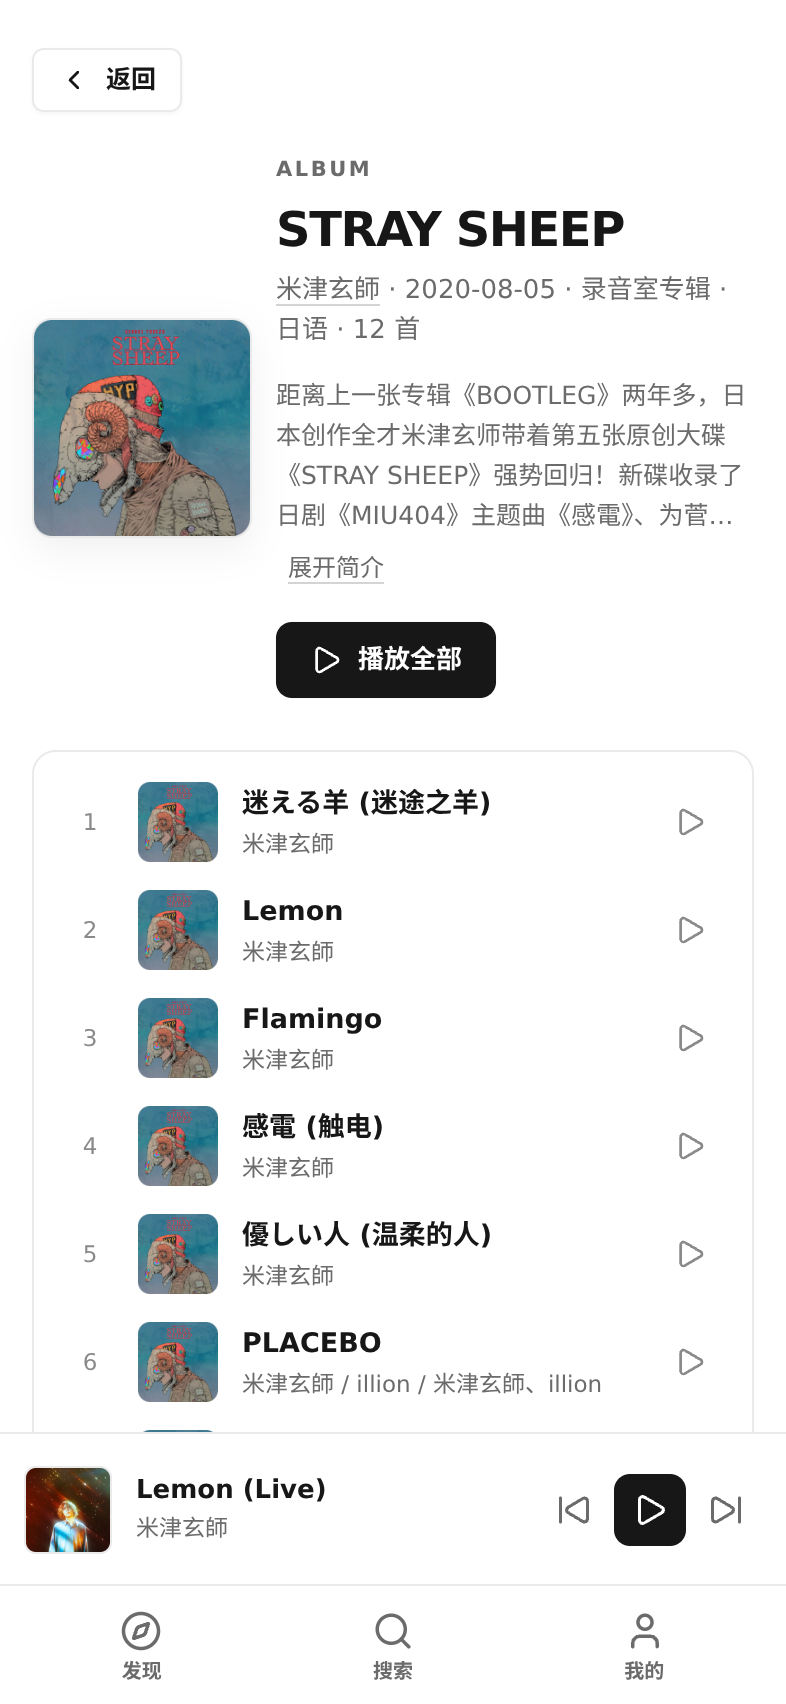 返回
ALBUM
STRAY SHEEP
米津玄師 · 2020-08-05 · 录音室专辑 ·
日语 · 12 首
STRAY
SHEEP
HYP
距离上一张专辑《BOOTLEG》两年多，日
本创作全才米津玄师带着第五张原创大碟
《STRAY SHEEP》强势回归！新碟收录了
日剧《MIU404》主题曲《感電》、为菅...
展开简介
播放全部
1
迷える羊 (迷途之羊)
米津玄師
2
Lemon
米津玄師
3
Flamingo
米津玄師
4
感電 (触电)
米津玄師
5
優しい人 (温柔的人)
米津玄師
6
PLACEBO
米津玄師 / illion / 米津玄師、illion
Lemon (Live)
米津玄師
发现
搜索
我的